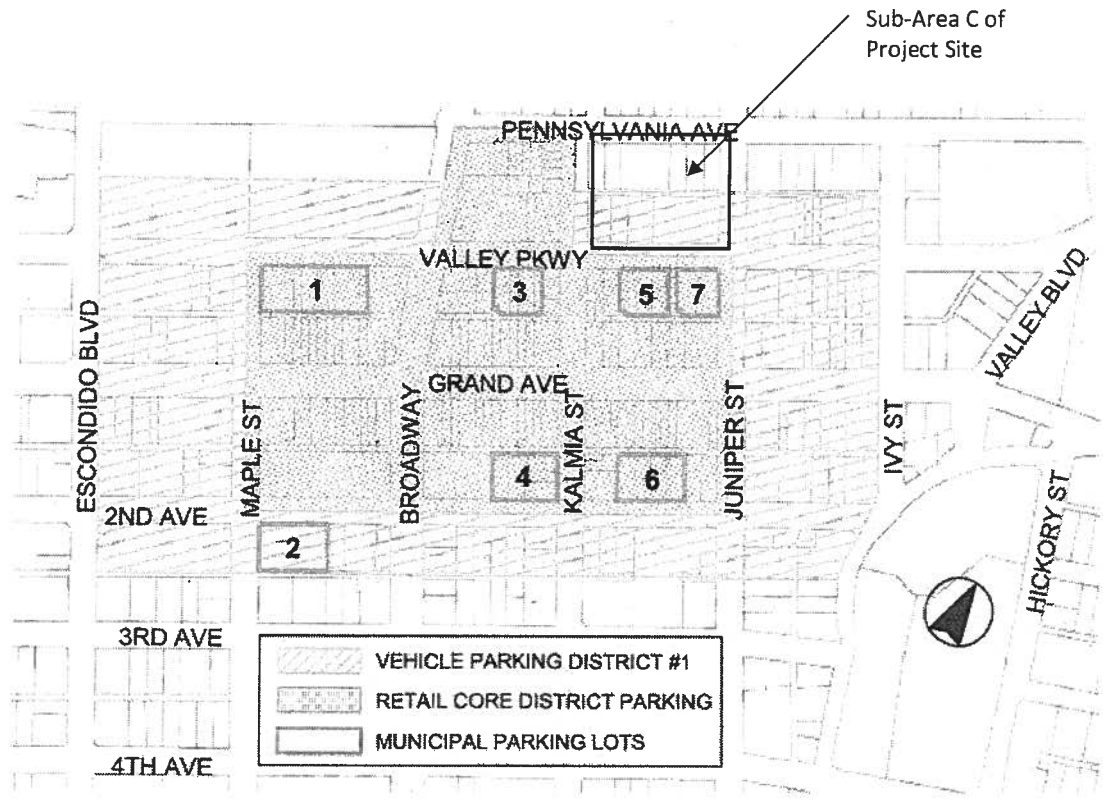 Sub-Area C of
Project Site
PENNSYLVANIA AVE
VALLEY PKWY
1
3
5
7
ESCONDIDO BLVD
MAPLE ST
BROADWAY
GRAND AVE
KALMIA ST
JUNIPER ST
IVY ST
VALLEY BLVD
HICKORY ST
4
6
2ND AVE
2
3RD AVE
4TH AVE
VEHICLE PARKING DISTRICT #1
RETAIL CORE DISTRICT PARKING
MUNICIPAL PARKING LOTS